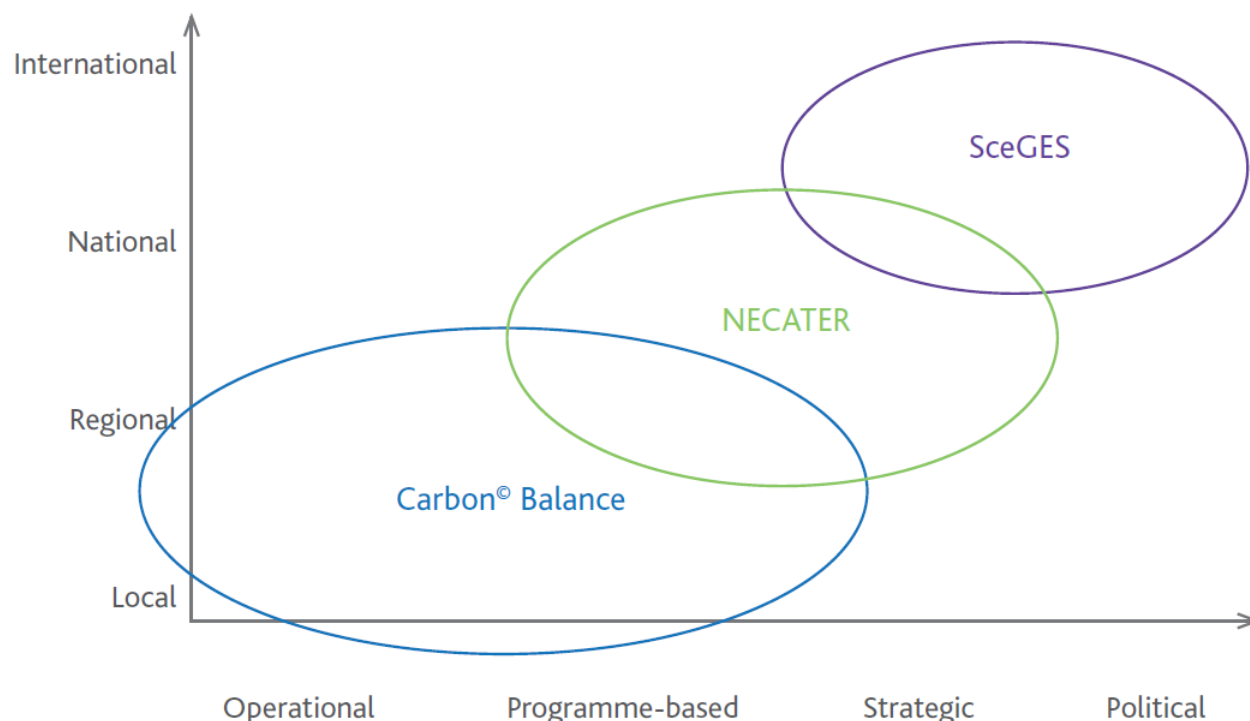 International
SceGES
National
NECATER
Regional
Carbon© Balance
Local
Operational Programme-based Strategic Political